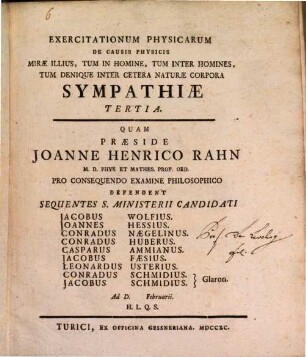 6
EXERCITATIONUM PHYSICARUM
DE CAUSIS PHYSICIS
MIRÆ ILLIUS, TUM IN HOMINE, TUM INTER HOMINES,
TUM DENIQUE INTER CETERA NATURÆ CORPORA
SYMPATHIÆ
TERTIA.
QUAM
PRÆSIDE
JOANNE HENRICO RAHN
M. D. PHYS ET MATHES. PROF. ORD.
PRO CONSEQUENDO EXAMINE PHILOSOPHICO
DEFENDENT
SEQUENTES S. MINISTERII CANDIDATI
JACOBUS WOLFIUS.
JOANNES HESSIUS.
CONRADUS NÆGELINUS.
CONRADUS HUBERUS.
CASPARUS AMMIANUS.
JACOBUS FÆSIUS.
LEONARDUS USTERIUS.
CONRADUS SCHMIDIUS.
JACOBUS SCHMIDIUS. } Glaron.
Ad D. Februarii.
H. L. Q. S.
TURICI, EX OFFICINA GESSNERIANA. MDCCXC.